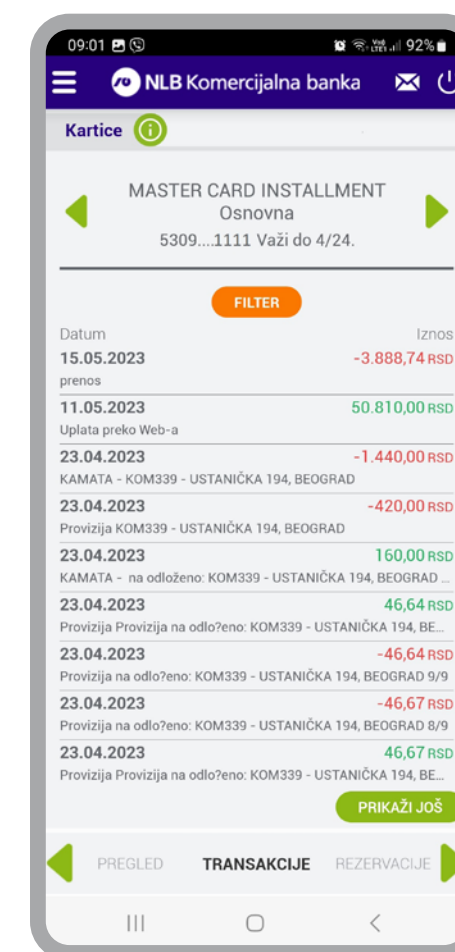 09:01 92%
NLB Komercijalna banka
Kartice
MASTER CARD INSTALLMENT
Osnovna
5309....1111 Važi do 4/24.
FILTER
Datum Iznos
15.05.2023 -3.888,74 RSD
prenos
11.05.2023 50.810,00 RSD
Uplata preko Web-a
23.04.2023 -1.440,00 RSD
KAMATA - KOM339 - USTANIČKA 194, BEOGRAD
23.04.2023 -420,00 RSD
Provizija KOM339 - USTANIČKA 194, BEOGRAD
23.04.2023 160,00 RSD
KAMATA - na odloženo: KOM339 - USTANIČKA 194, BEOGRAD ...
23.04.2023 46,64 RSD
Provizija Provizija na odlo?eno: KOM339 - USTANIČKA 194, BE...
23.04.2023 -46,64 RSD
Provizija na odlo?eno: KOM339 - USTANIČKA 194, BEOGRAD 9/9
23.04.2023 -46,67 RSD
Provizija na odlo?eno: KOM339 - USTANIČKA 194, BEOGRAD 8/9
23.04.2023 46,67 RSD
Provizija Provizija na odlo?eno: KOM339 - USTANIČKA 194, BE...
PRIKAŽI JOŠ
PREGLED TRANSAKCIJE REZERVACIJE